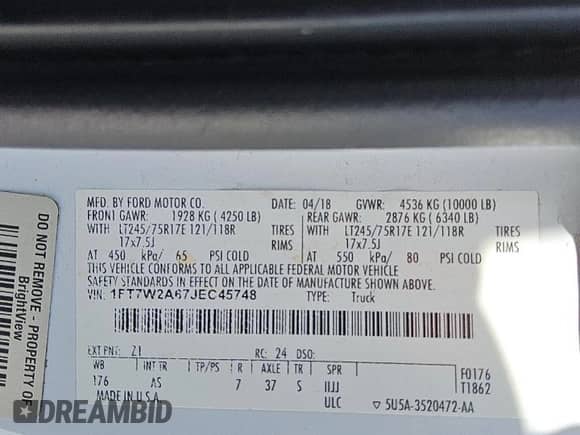 MFD. BY FORD MOTOR CO.
DATE: 04/18 GVWR: 4536 KG (10000 LB)
FRONT GAWR: 1928 KG ( 4250 LB) REAR GAWR: 2876 KG ( 6340 LB)
WITH LT245/75R17E 121/118R TIRES WITH LT245/75R17E 121/118R TIRES
17x7.5J RIMS 17x7.5J RIMS
AT 450 kPa/ 65 PSI COLD AT 550 kPa/ 80 PSI COLD
THIS VEHICLE CONFORMS TO ALL APPLICABLE FEDERAL MOTOR VEHICLE
SAFETY STANDARDS IN EFFECT ON THE DATE OF MANUFACTURE SHOWN ABOVE.
VIN: 1FT7W2A67JEC45748 TYPE: Truck
EXT PNT: Z1 RC: 24 DSO:
WB INT TR TP/PS R AXLE TR SPR F0176
176 AS 7 37 S IIJJ T1862
MADE IN U.S.A. ULC 5U5A-3520472-AA
DO NOT REMOVE - PROPERTY OF
BrightView
DREAMBID